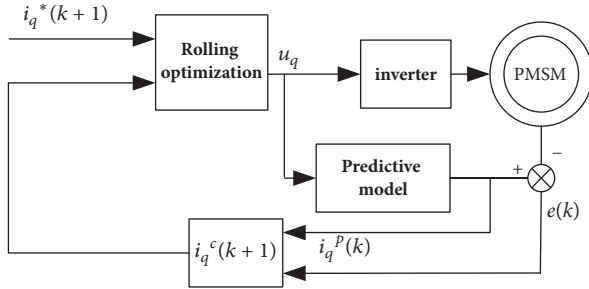 i_q^*(k+1)
Rolling
optimization
u_q
inverter
PMSM
−
Predictive
model
+
e(k)
i_q^c(k+1)
i_q^p(k)